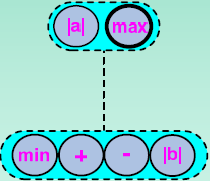 |a| max
min + - |b|